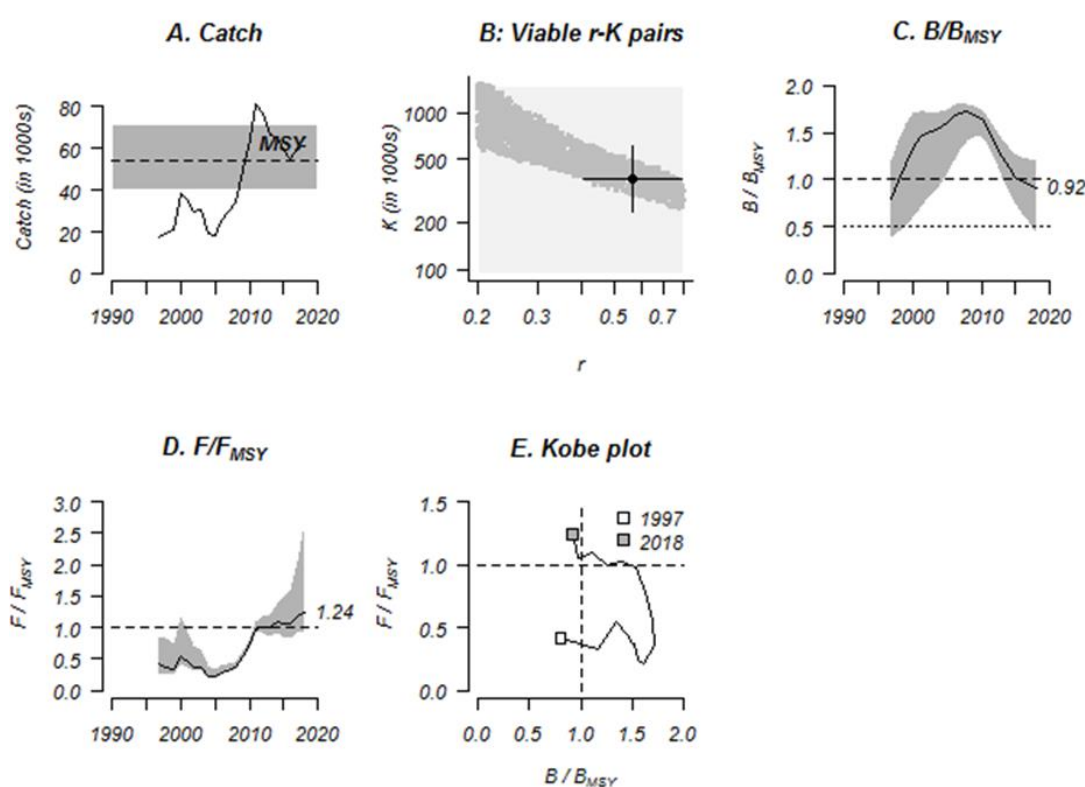 A. Catch
Catch (in 1000s)
80
60
40
20
0
MSY
1990 2000 2010 2020
B: Viable r-K pairs
K (in 1000s)
1000
500
200
100
0.2 0.3 0.5 0.7
r
C. B/BMSY
B / BMSY
2.0
1.5
1.0
0.5
0.0
0.92
1990 2000 2010 2020
D. F/FMSY
F / FMSY
3.0
2.5
2.0
1.5
1.0
0.5
0.0
1.24
1990 2000 2010 2020
E. Kobe plot
F / FMSY
1.5
1.0
0.5
0.0
1997
2018
0.0 0.5 1.0 1.5 2.0
B / BMSY